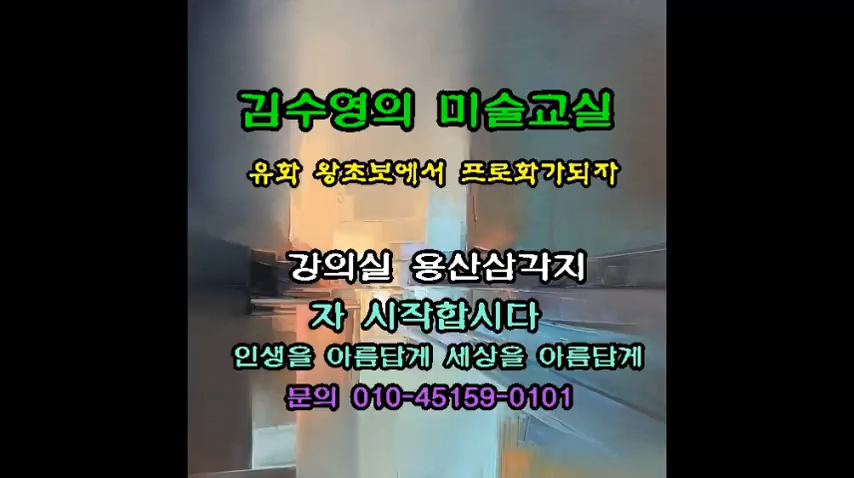 김수영의 미술교실
유화 왕초보에서 프로화가되자
강의실 용산삼각지
자 시작합시다
인생을 아름답게 세상을 아름답게
문의 010-45159-0101